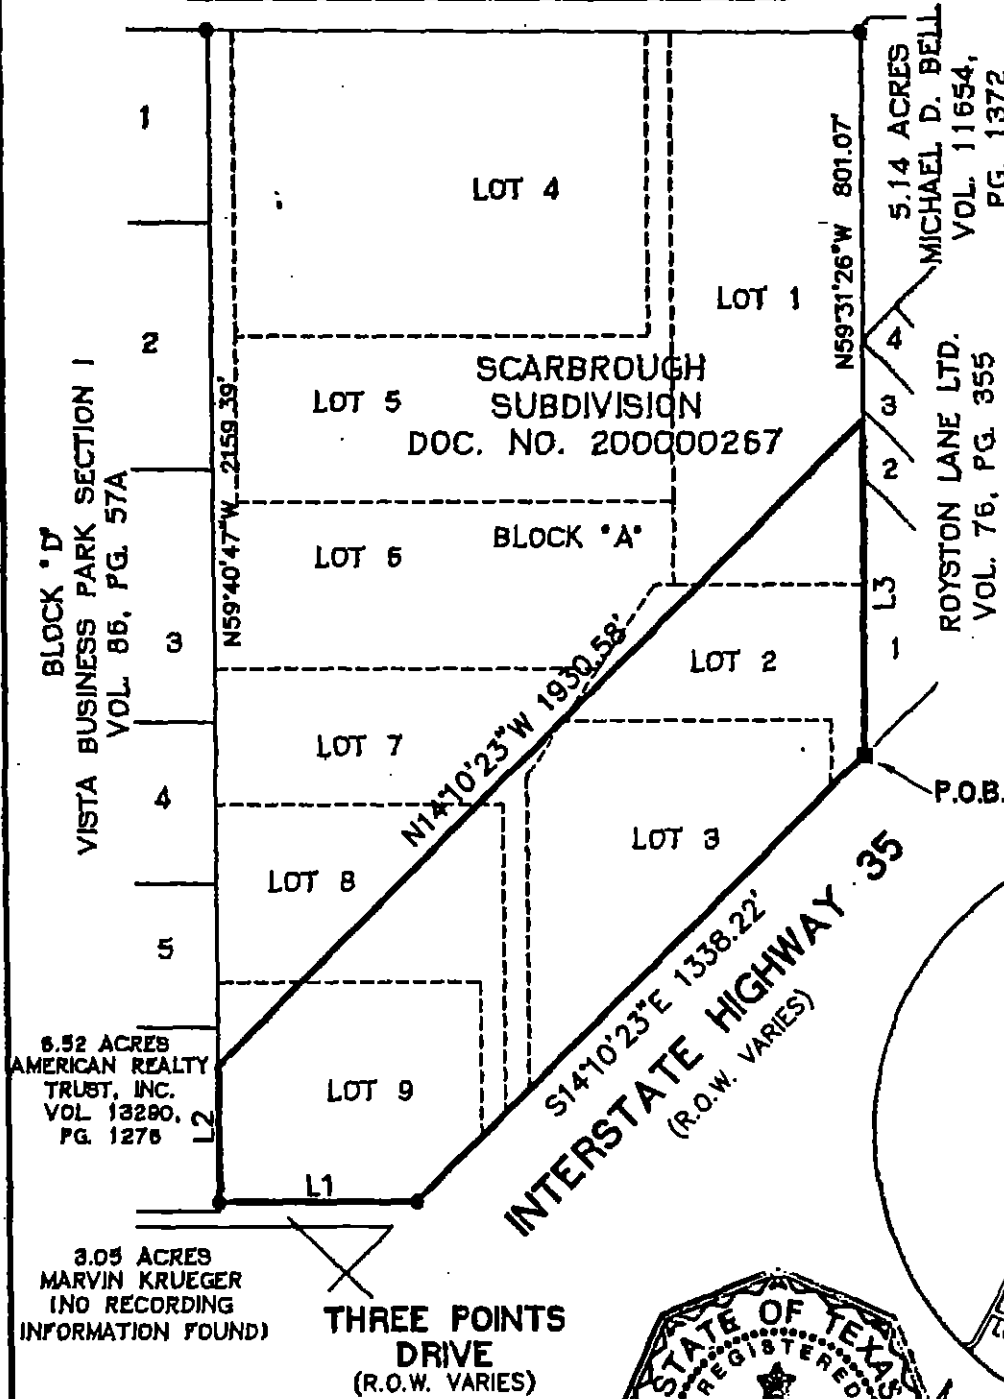 1
2
3
4
5
BLOCK "D"
VISTA BUSINESS PARK SECTION I
VOL. 86, PG. 57A
N59°40'47"W 2159.39'
LOT 4
LOT 1
N59°31'26"W 801.07'
5.14 ACRES
MICHAEL D. BELL
VOL. 11654,
PG. 1372
SCARBROUGH
SUBDIVISION
DOC. NO. 200000267
LOT 5
LOT 6
BLOCK "A"
4
3
2
1
L3
ROYSTON LANE LTD.
VOL. 76, PG. 355
LOT 2
LOT 7
N14°10'23"W 1930.58'
LOT 3
P.O.B.
LOT 8
S14°10'23"E 1338.22'
INTERSTATE HIGHWAY 35
(R.O.W. VARIES)
6.52 ACRES
AMERICAN REALTY
TRUST, INC.
VOL 13280,
PG. 1276
L2
LOT 9
L1
3.05 ACRES
MARVIN KRUEGER
(NO RECORDING
INFORMATION FOUND)
THREE POINTS
DRIVE
(R.O.W. VARIES)
STATE OF TEXAS
REGISTERED